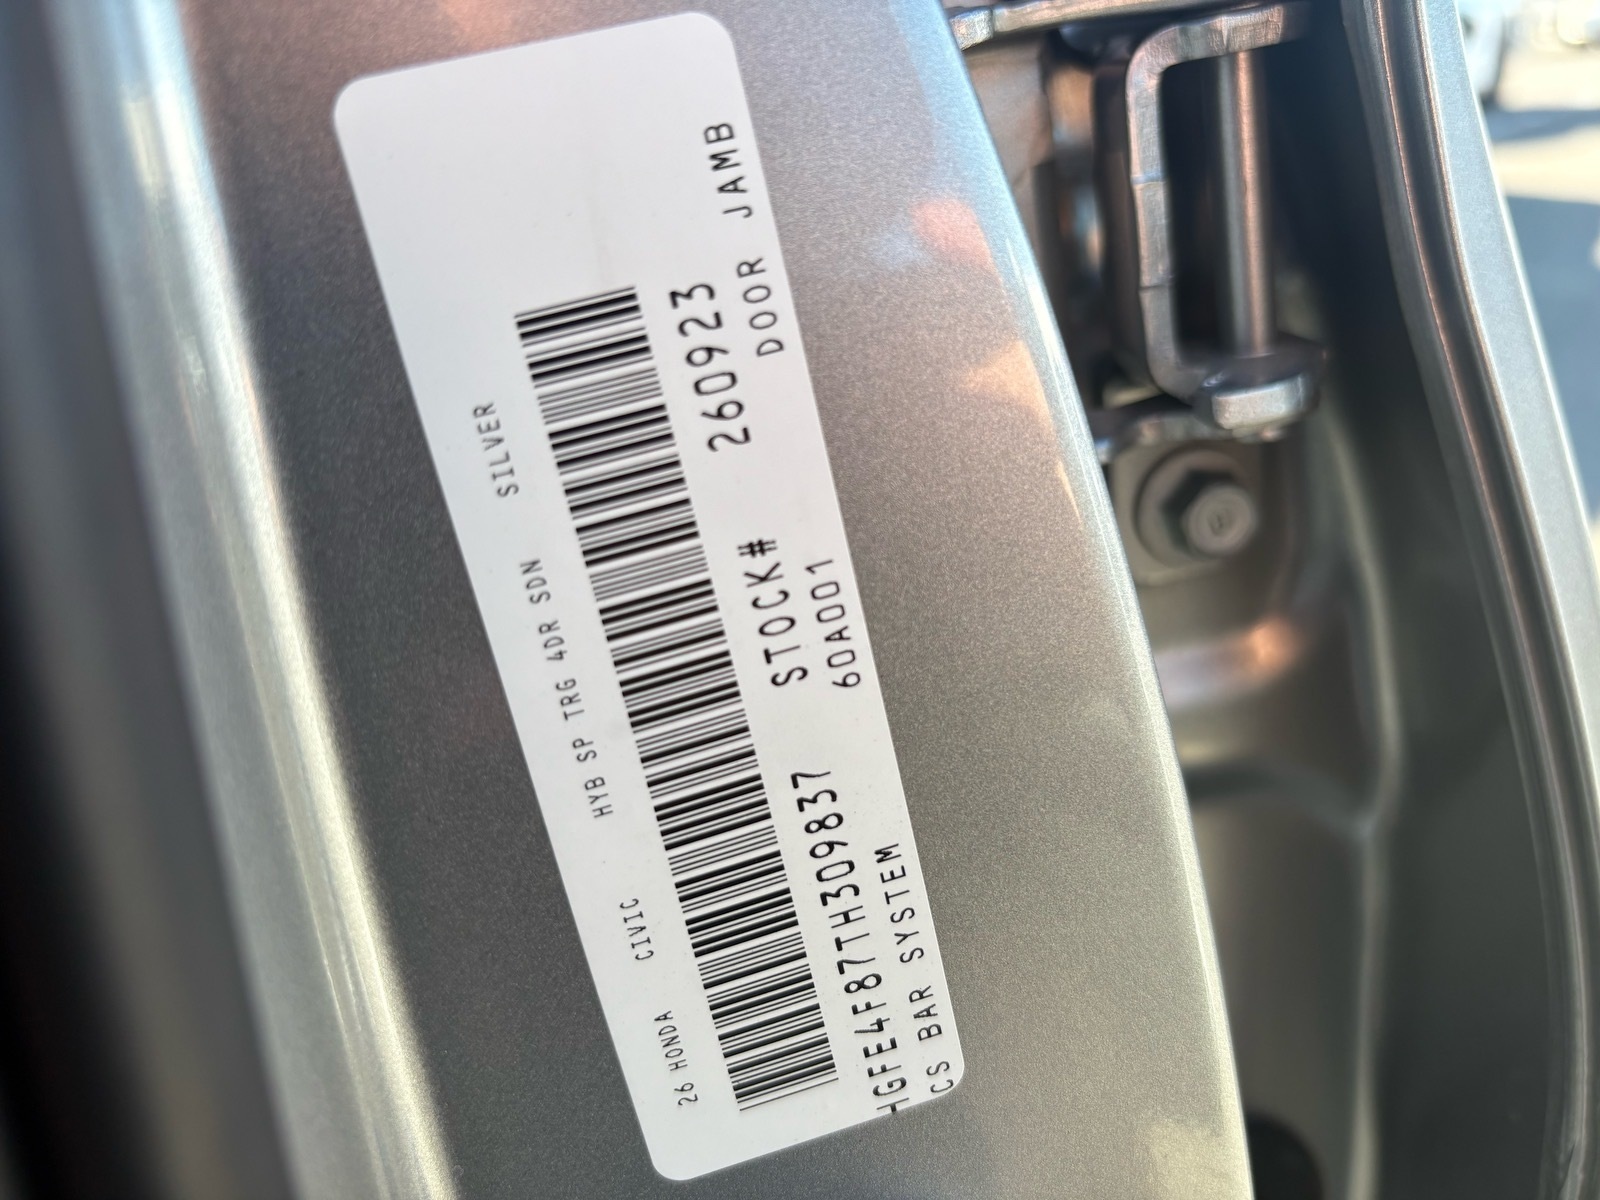 26 HONDA CIVIC HYB SP TRG 4DR SDN SILVER
HGFE4F87TH309837 STOCK# 260923
CS BAR SYSTEM 60A001 DOOR JAMB